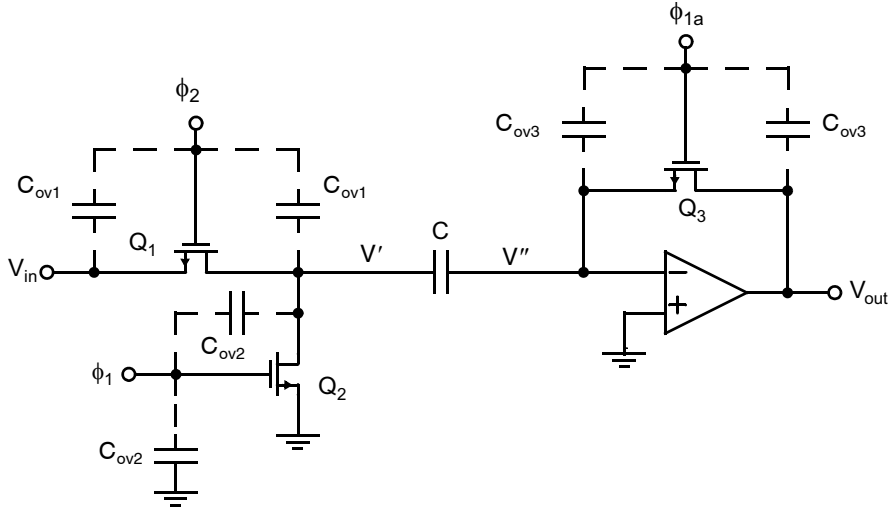 ϕ1a
Cov3
Cov3
Q3
ϕ2
Cov1
Cov1
Q1
Vin
V′
C
V″
−
+
Vout
Cov2
ϕ1
Q2
Cov2